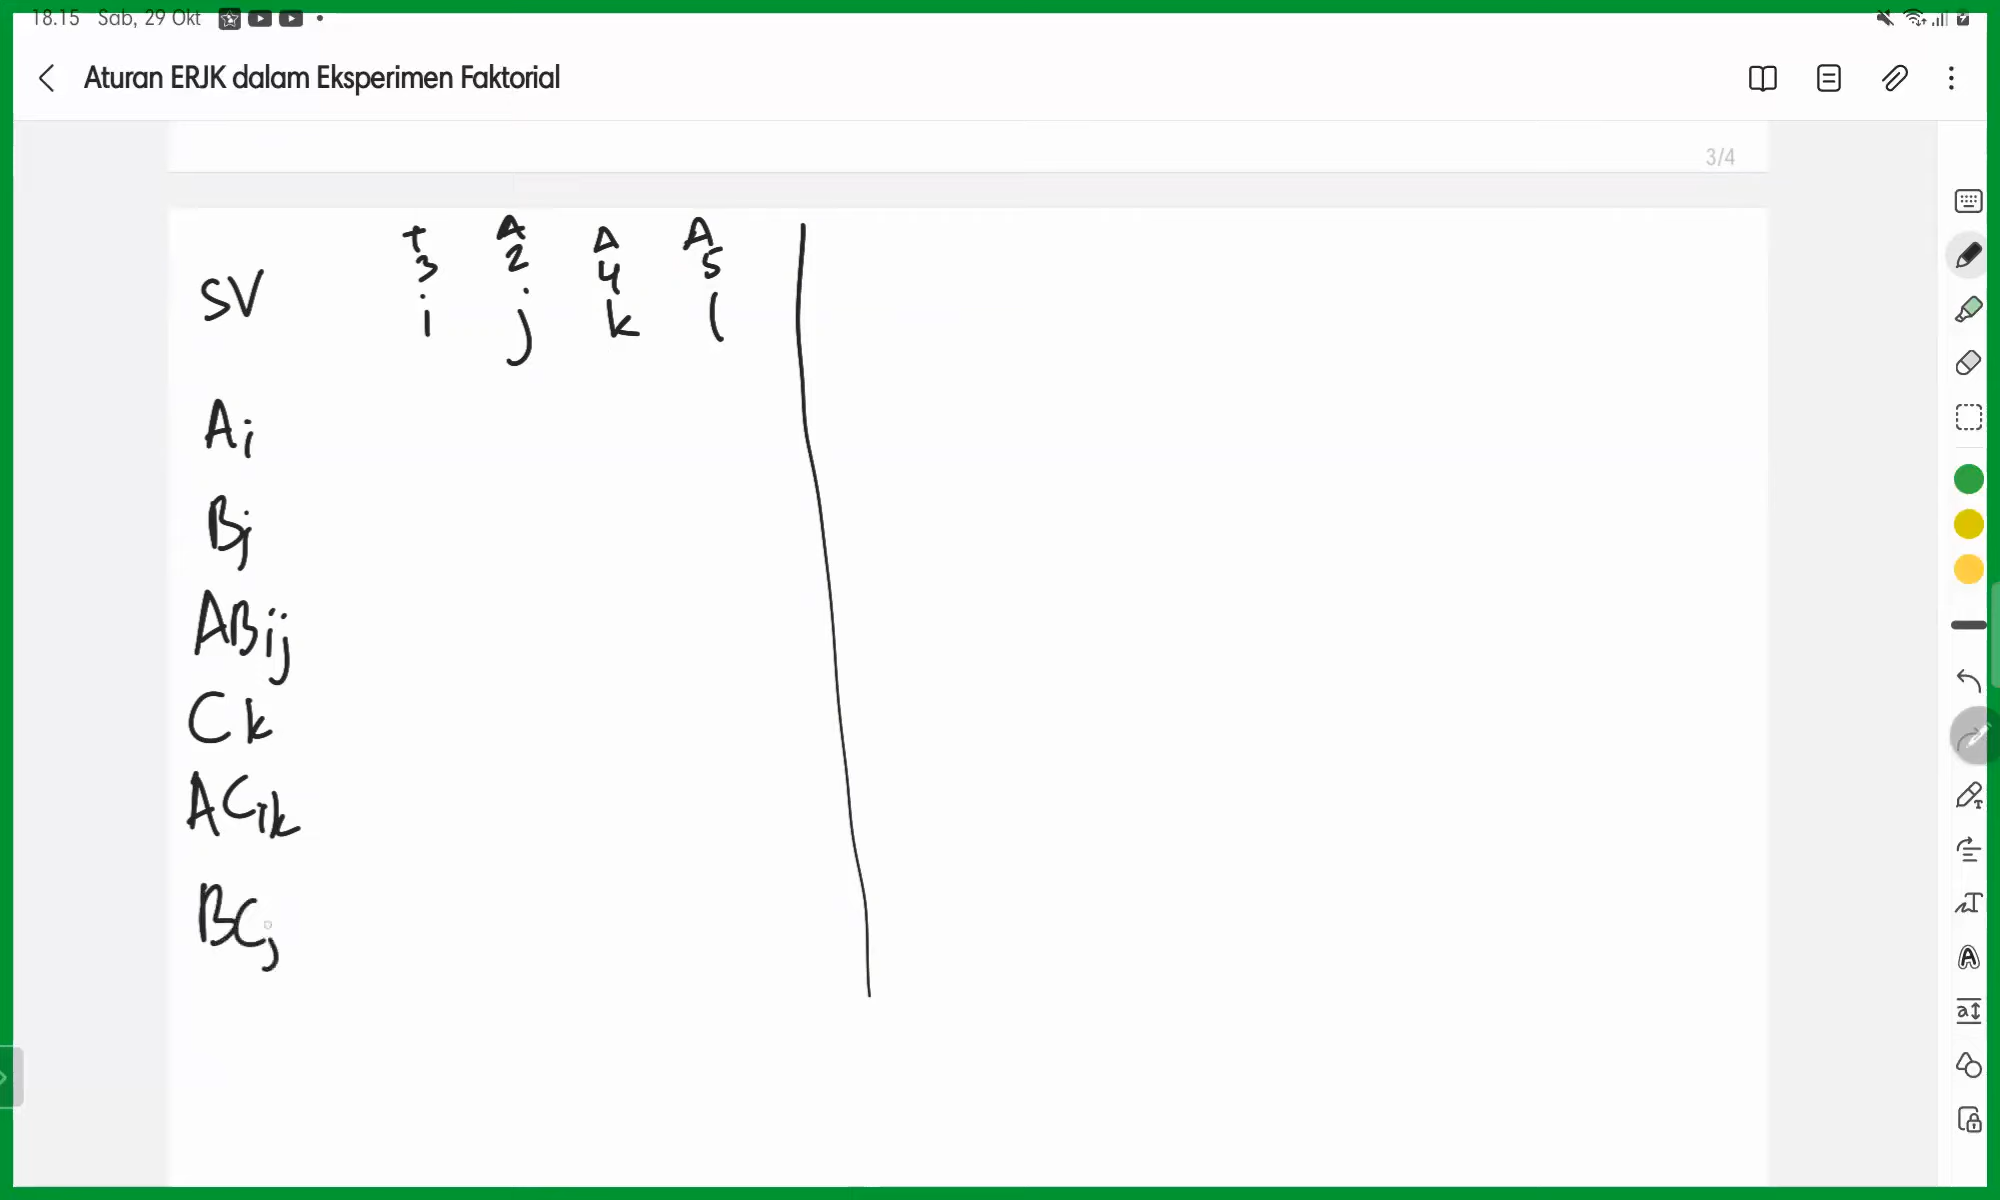 18.15 Sab, 29 Okt
Aturan ERJK dalam Eksperimen Faktorial
3/4
T A A A
3 2 4 5
SV i j k l
Ai
Bj
ABij
Ck
ACik
BCj